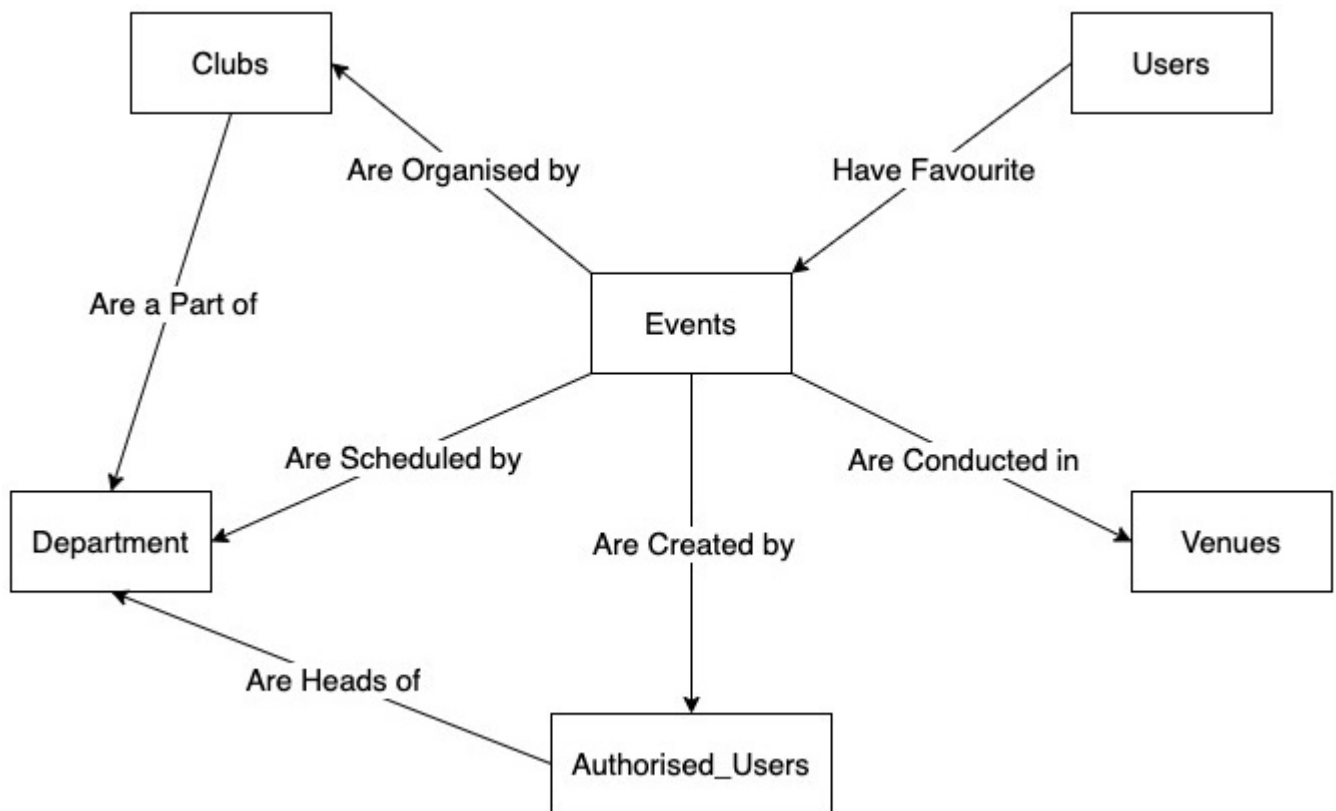 Clubs
Users
Are Organised by
Have Favourite
Are a Part of
Events
Are Scheduled by
Are Conducted in
Department
Are Created by
Venues
Are Heads of
Authorised_Users